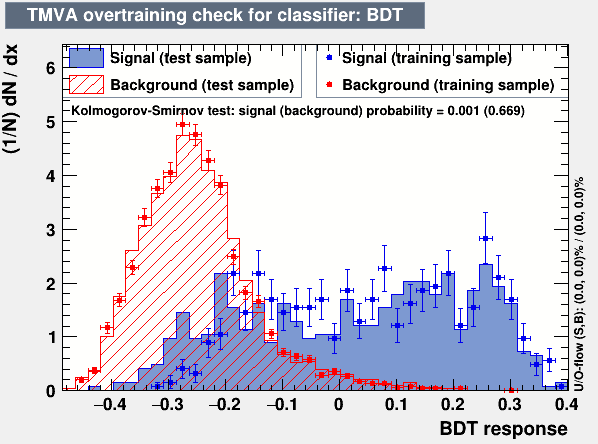 TMVA overtraining check for classifier: BDT
(1/N) dN / dx
Signal (test sample)
Background (test sample)
Signal (training sample)
Background (training sample)
Kolmogorov-Smirnov test: signal (background) probability = 0.001 (0.669)
6
5
4
3
2
1
0
−0.4 −0.3 −0.2 −0.1 0 0.1 0.2 0.3 0.4
BDT response
U/O-flow (S,B): (0.0, 0.0)% / (0.0, 0.0)%